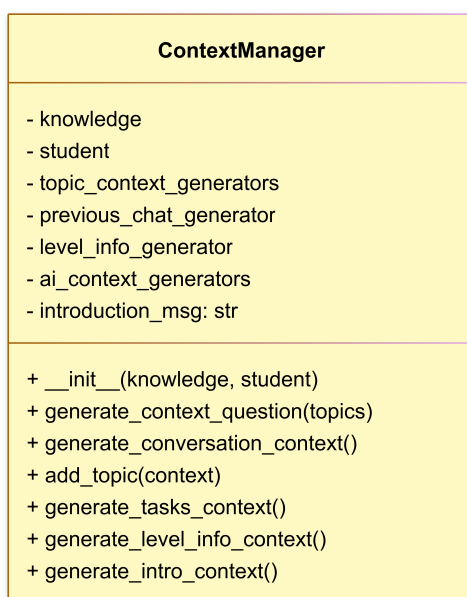 ContextManager
- knowledge
- student
- topic_context_generators
- previous_chat_generator
- level_info_generator
- ai_context_generators
- introduction_msg: str
+ __init__(knowledge, student)
+ generate_context_question(topics)
+ generate_conversation_context()
+ add_topic(context)
+ generate_tasks_context()
+ generate_level_info_context()
+ generate_intro_context()